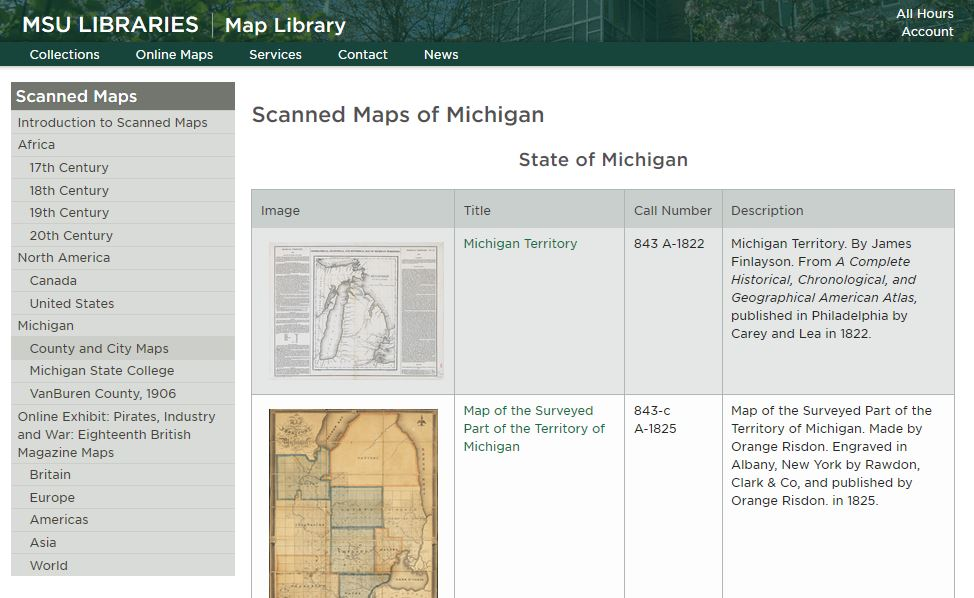 MSU LIBRARIES | Map Library
All Hours
Account
Collections Online Maps Services Contact News
Scanned Maps
Introduction to Scanned Maps
Africa
17th Century
18th Century
19th Century
20th Century
North America
Canada
United States
Michigan
County and City Maps
Michigan State College
VanBuren County, 1906
Online Exhibit: Pirates, Industry
and War: Eighteenth British
Magazine Maps
Britain
Europe
Americas
Asia
World
Scanned Maps of Michigan
State of Michigan
Image Title Call Number Description
Michigan Territory
843 A-1822
Michigan Territory. By James
Finlayson. From A Complete
Historical, Chronological, and
Geographical American Atlas,
published in Philadelphia by
Carey and Lea in 1822.
Map of the Surveyed
Part of the Territory of
Michigan
843-c
A-1825
Map of the Surveyed Part of the
Territory of Michigan. Made by
Orange Risdon. Engraved in
Albany, New York by Rawdon,
Clark & Co, and published by
Orange Risdon. in 1825.